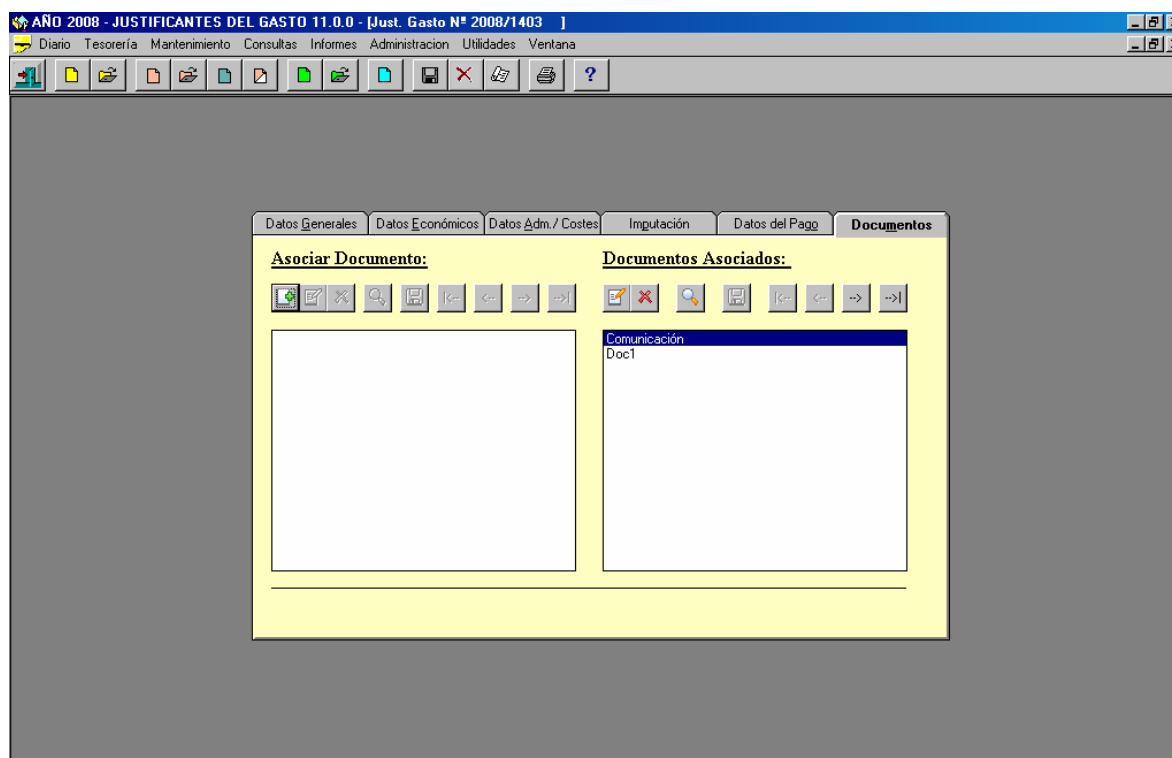 AÑO 2008 - JUSTIFICANTES DEL GASTO 11.0.0 - [Just. Gasto Nº 2008/1403 ]
Diario Tesorería Mantenimiento Consultas Informes Administracion Utilidades Ventana
?
Datos Generales Datos Económicos Datos Adm./ Costes Imputación Datos del Pago Documentos
Asociar Documento: Documentos Asociados:
|<-- <-- --> -->| |<-- <-- --> -->|
Comunicación
Doc1